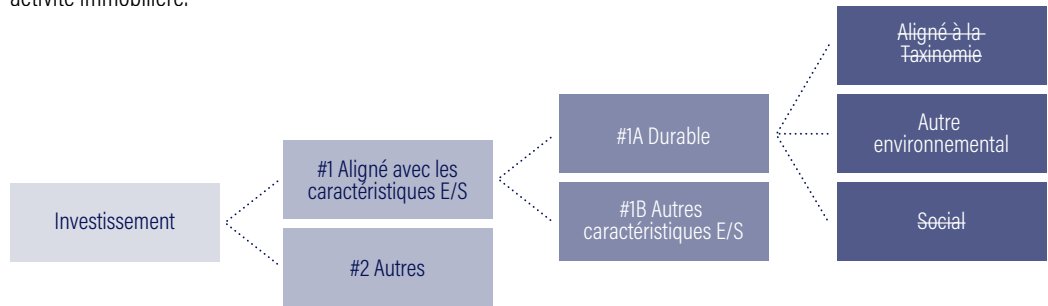 activité immobilière.
Aligné à la
Taxinomie
#1A Durable
Autre
environnemental
#1 Aligné avec les
caractéristiques E/S
Investissement
#1B Autres
caractéristiques E/S
Social
#2 Autres